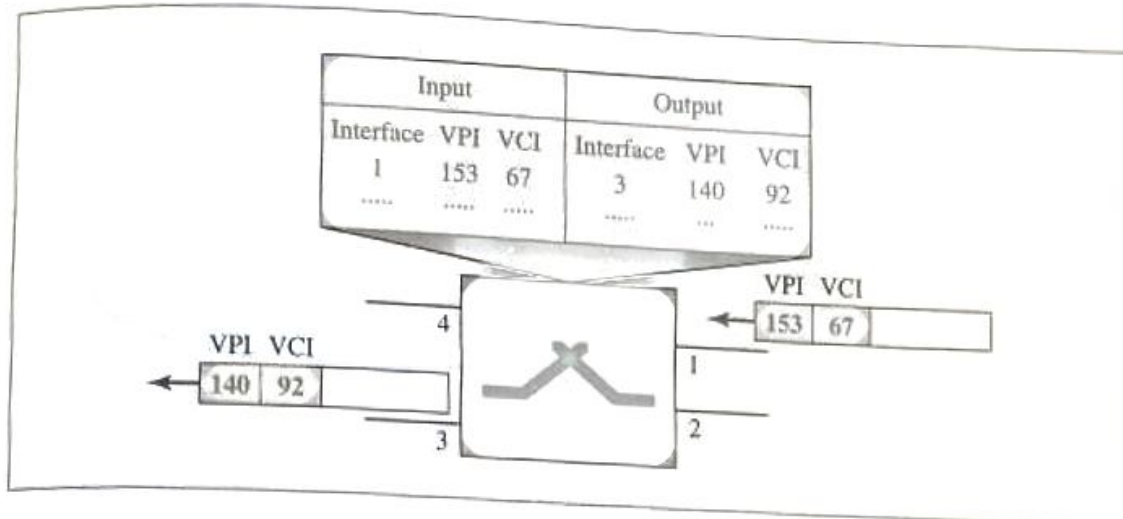 Input Output
Interface VPI VCI Interface VPI VCI
1 153 67 3 140 92
..... ..... ..... ..... ... .....
VPI VCI
153 67
4
1
VPI VCI
140 92
3
2